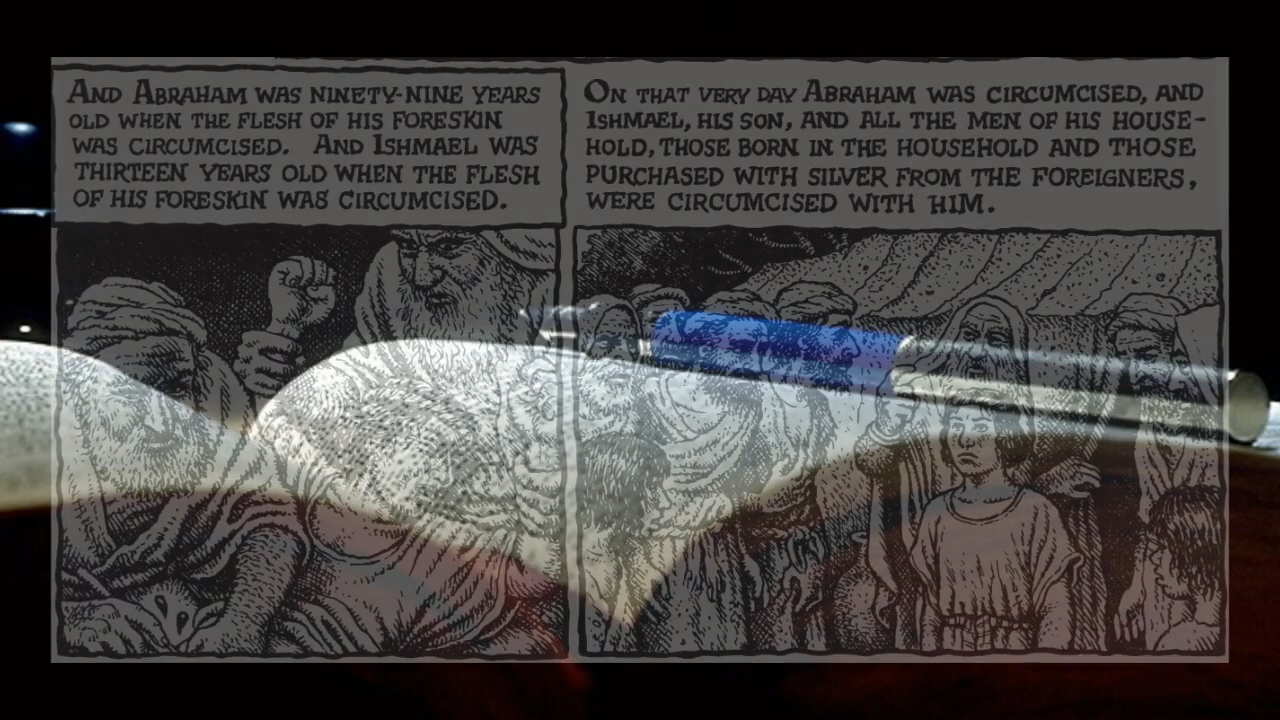 AND ABRAHAM WAS NINETY-NINE YEARS
OLD WHEN THE FLESH OF HIS FORESKIN
WAS CIRCUMCISED. AND ISHMAEL WAS
THIRTEEN YEARS OLD WHEN THE FLESH
OF HIS FORESKIN WAS CIRCUMCISED.
ON THAT VERY DAY ABRAHAM WAS CIRCUMCISED, AND
ISHMAEL, HIS SON, AND ALL THE MEN OF HIS HOUSE-
HOLD, THOSE BORN IN THE HOUSEHOLD AND THOSE
PURCHASED WITH SILVER FROM THE FOREIGNERS,
WERE CIRCUMCISED WITH HIM.